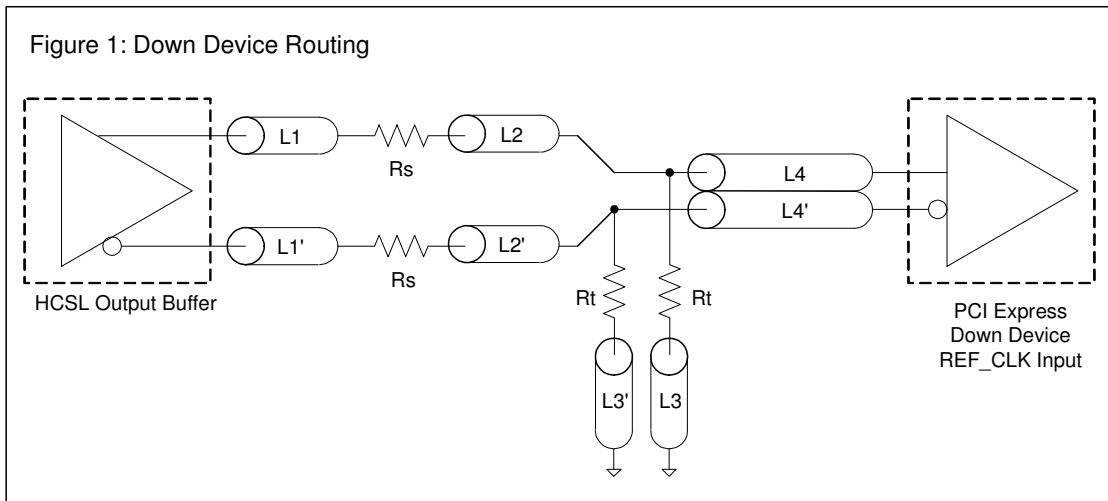 Figure 1: Down Device Routing
L1
Rs
L2
L4
L4'
L1'
Rs
L2'
HCSL Output Buffer
Rt
Rt
L3'
L3
PCI Express
Down Device
REF_CLK Input